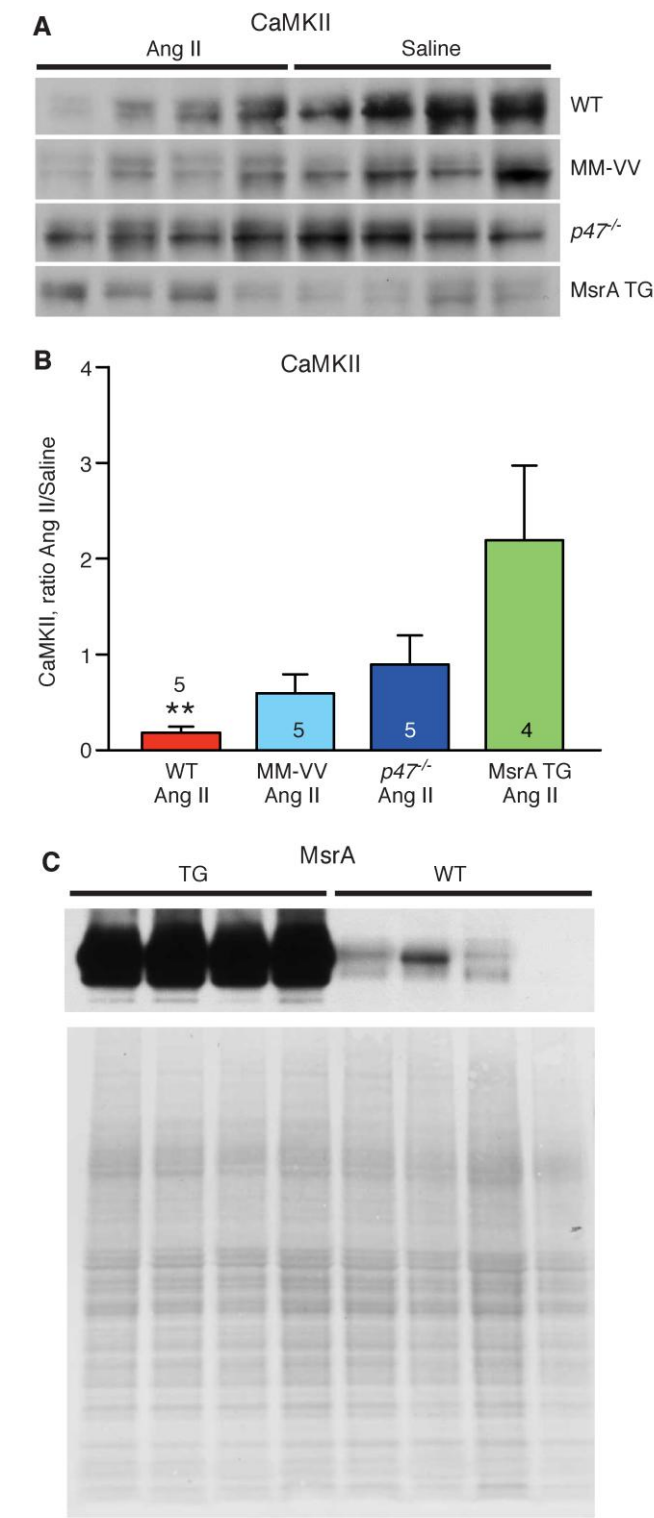 A
CaMKII
Ang II Saline
WT
MM-VV
p47-/-
MsrA TG
B
CaMKII
CaMKII, ratio Ang II/Saline
4
3
2
1
0
5
**
5
5
4
WT MM-VV p47-/- MsrA TG
Ang II Ang II Ang II Ang II
C
MsrA
TG WT